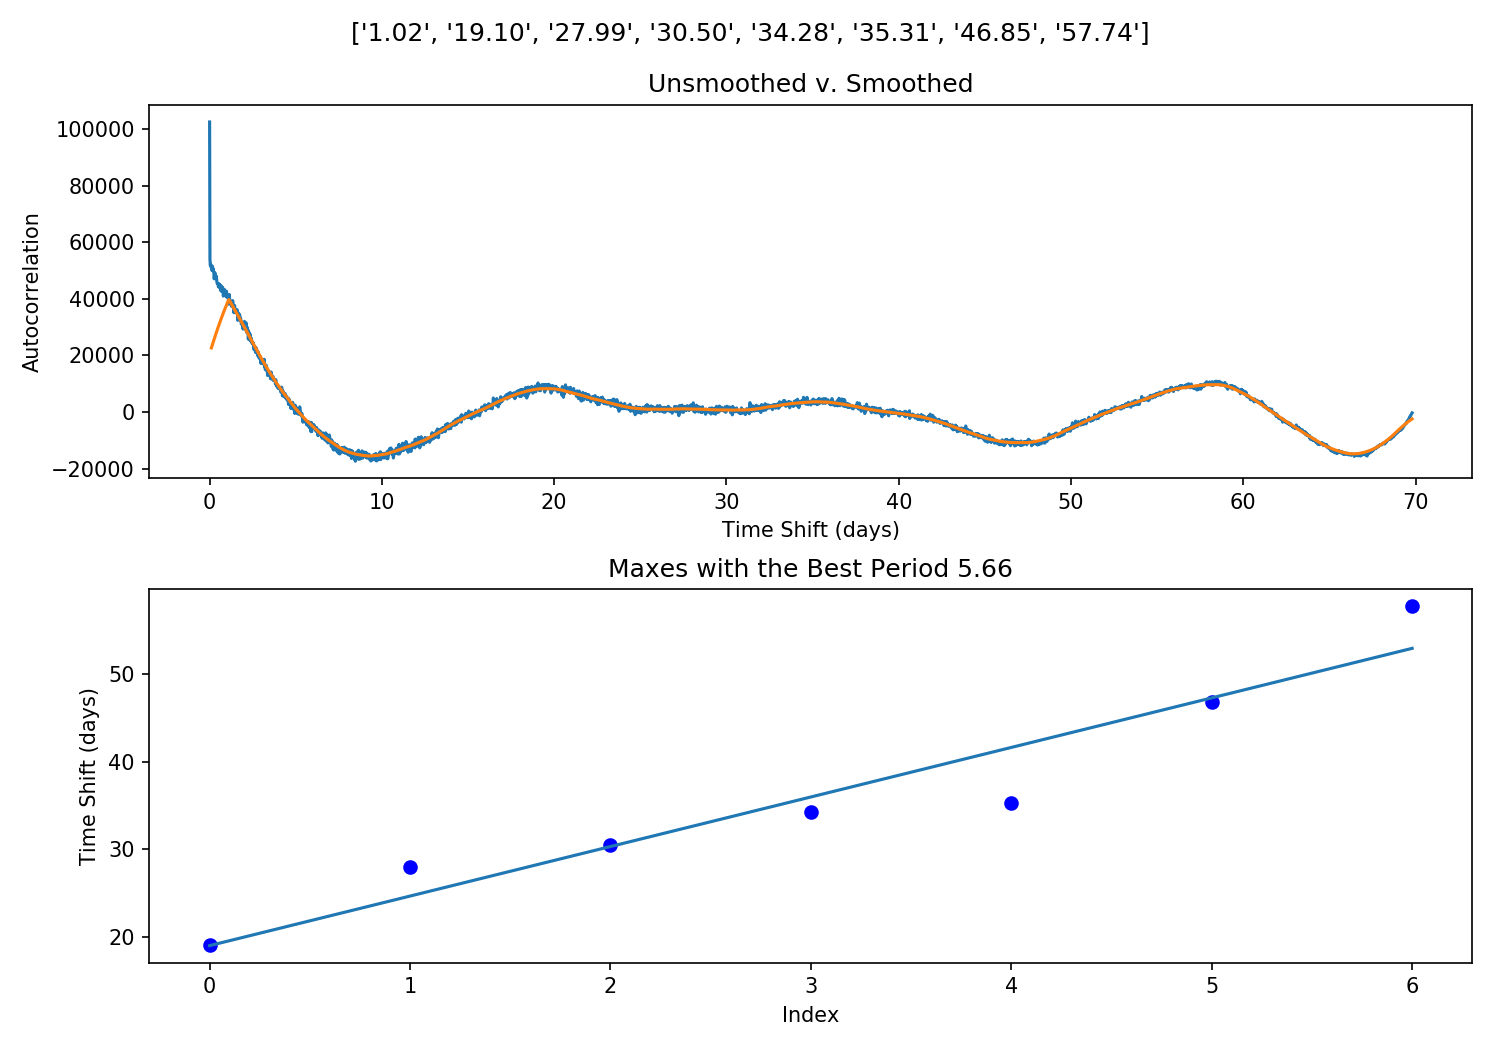 ['1.02', '19.10', '27.99', '30.50', '34.28', '35.31', '46.85', '57.74']
Unsmoothed v. Smoothed
Autocorrelation
100000
80000
60000
40000
20000
0
−20000
0 10 20 30 40 50 60 70
Time Shift (days)
Maxes with the Best Period 5.66
Time Shift (days)
50
40
30
20
0 1 2 3 4 5 6
Index